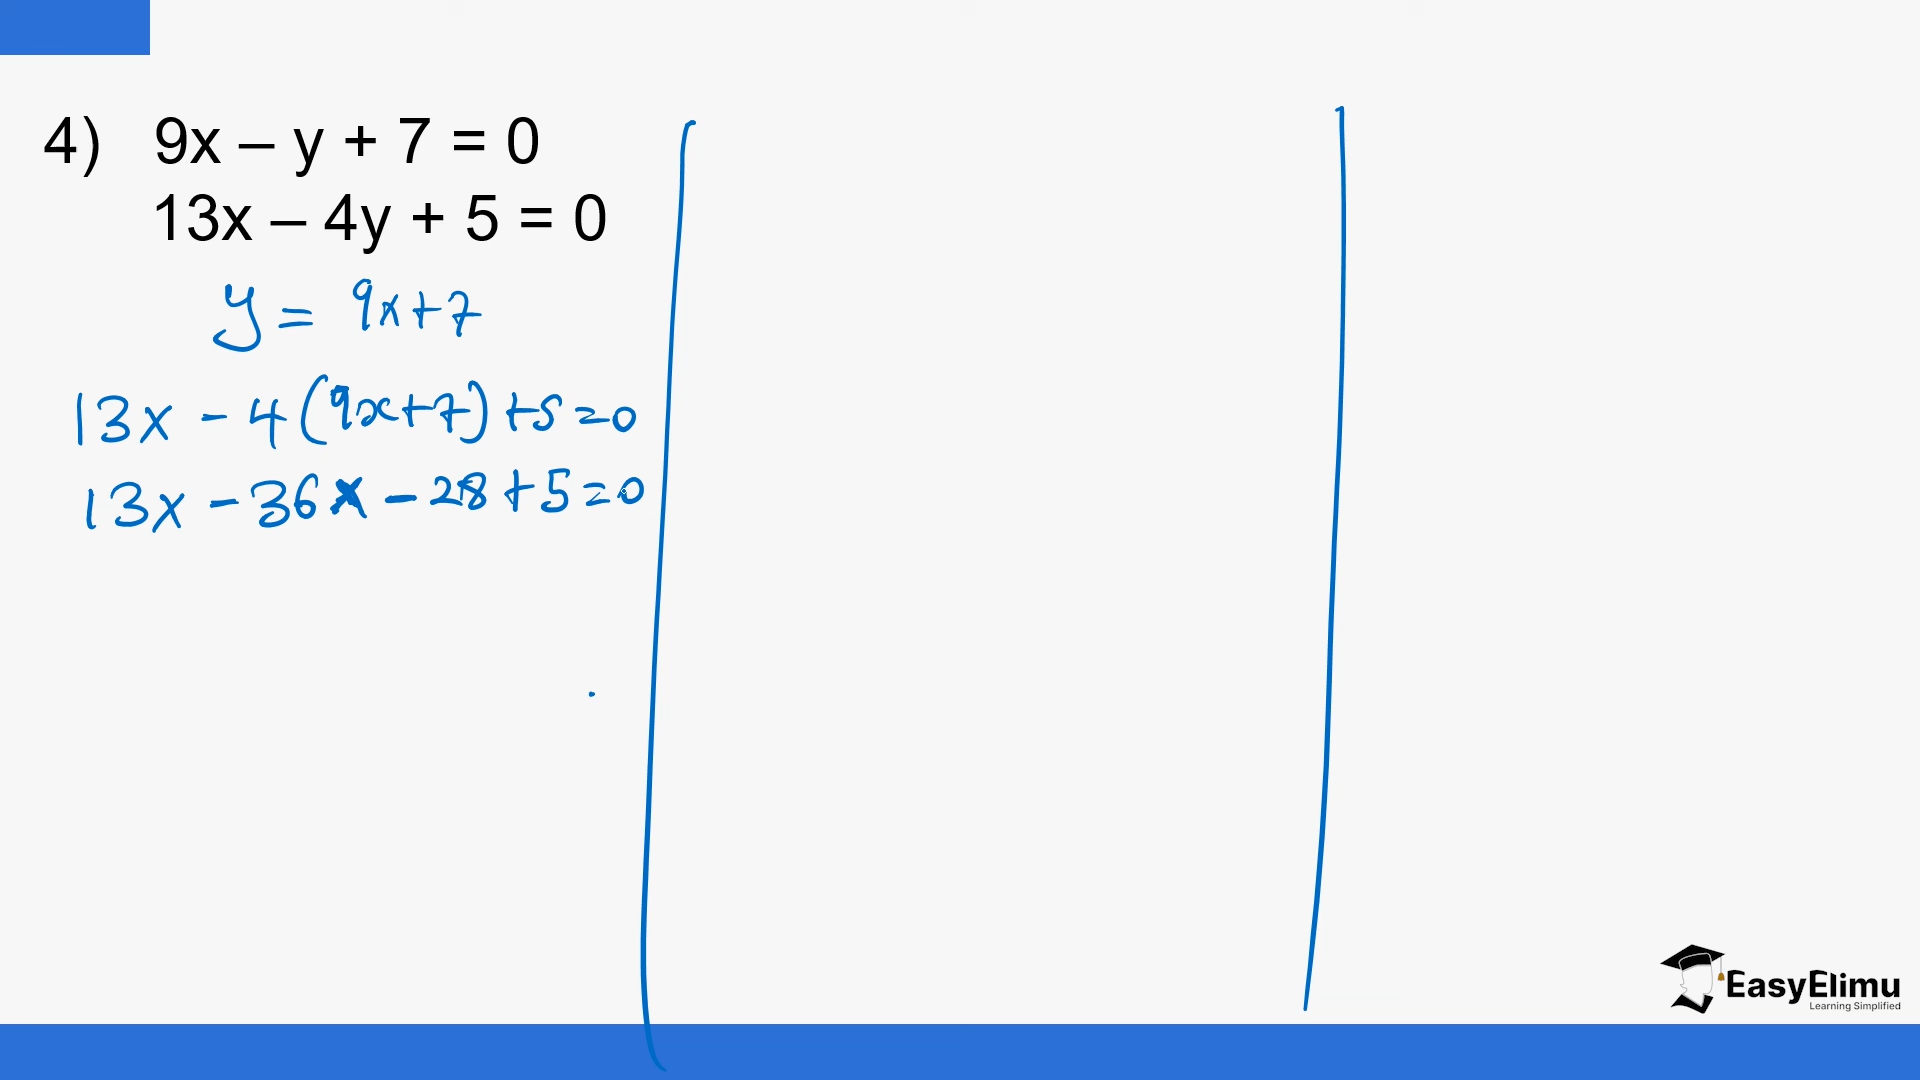 4) 9x – y + 7 = 0
13x – 4y + 5 = 0
y = 9x+7
13x - 4(9x+7)+5=0
13x - 36x - 28+5=0
EasyElimu
Learning Simplified